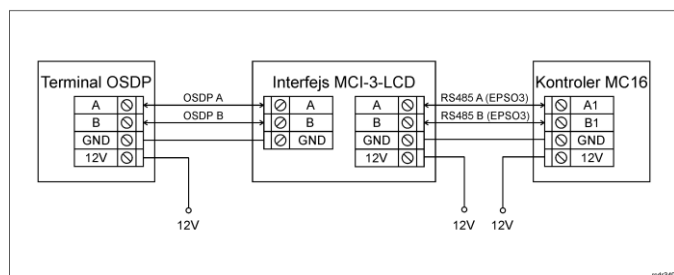 Terminal OSDP
Interfejs MCI-3-LCD
Kontroler MC16
A
OSDP A
A
A
RS485 A (EPSO3)
A1
B
OSDP B
B
B
RS485 B (EPSO3)
B1
GND
GND
GND
GND
12V
12V
12V
12V
12V
12V